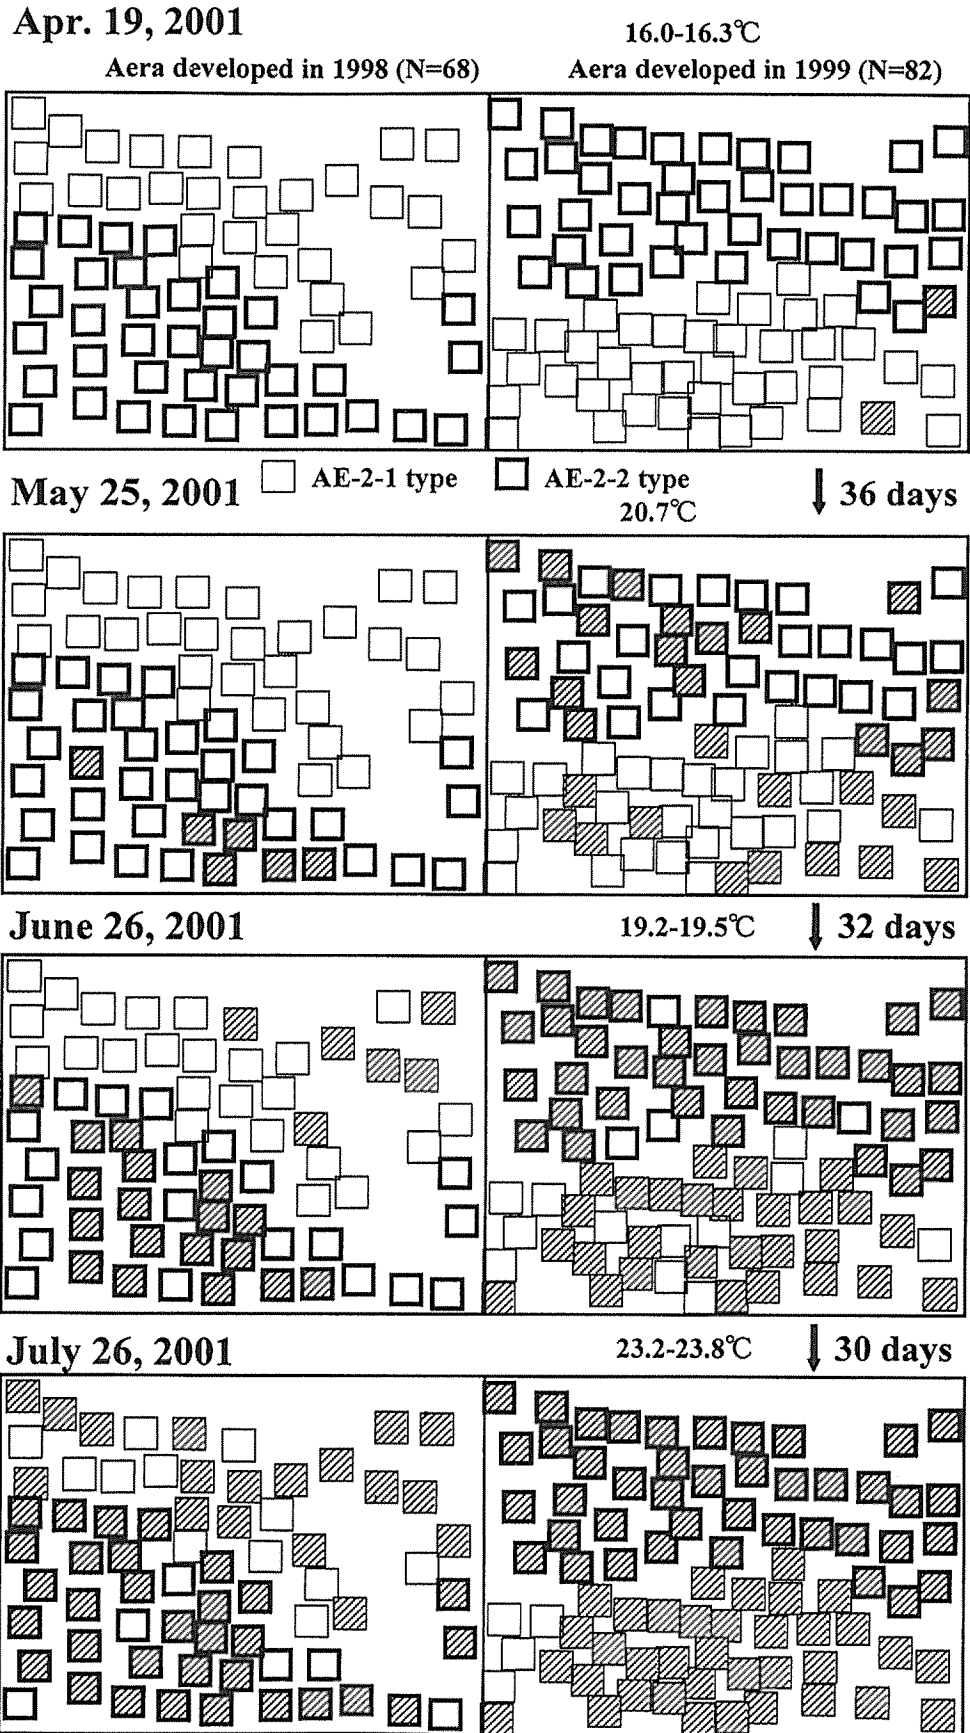 Apr. 19, 2001
16.0-16.3℃
Aera developed in 1998 (N=68)
Aera developed in 1999 (N=82)
AE-2-1 type
AE-2-2 type
May 25, 2001
20.7℃
36 days
June 26, 2001
19.2-19.5℃
32 days
July 26, 2001
23.2-23.8℃
30 days